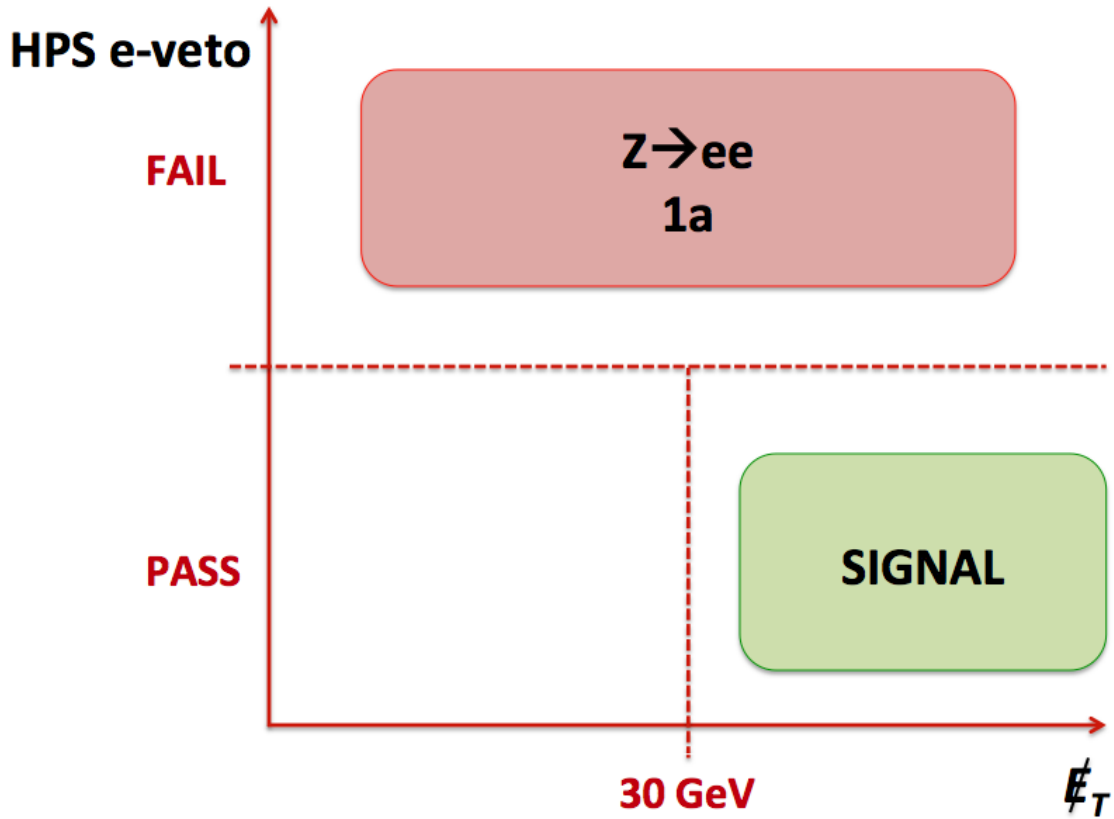 HPS e-veto
FAIL
Z→ee
1a
PASS
SIGNAL
30 GeV
E̸T